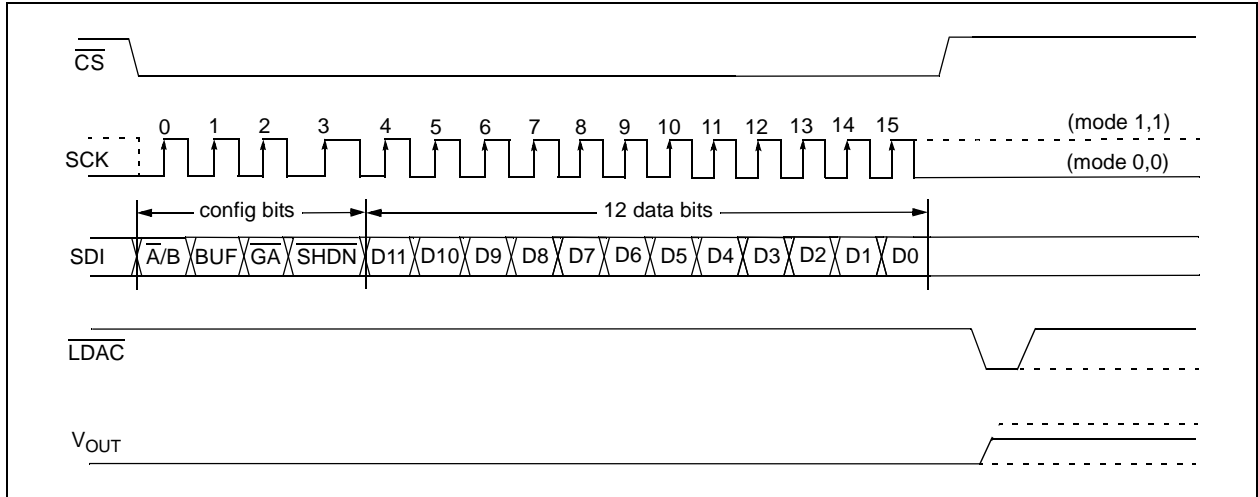 CS
0 1 2 3 4 5 6 7 8 9 10 11 12 13 14 15
(mode 1,1)
SCK
(mode 0,0)
config bits
12 data bits
SDI
A/B BUF GA SHDN D11 D10 D9 D8 D7 D6 D5 D4 D3 D2 D1 D0
LDAC
VOUT